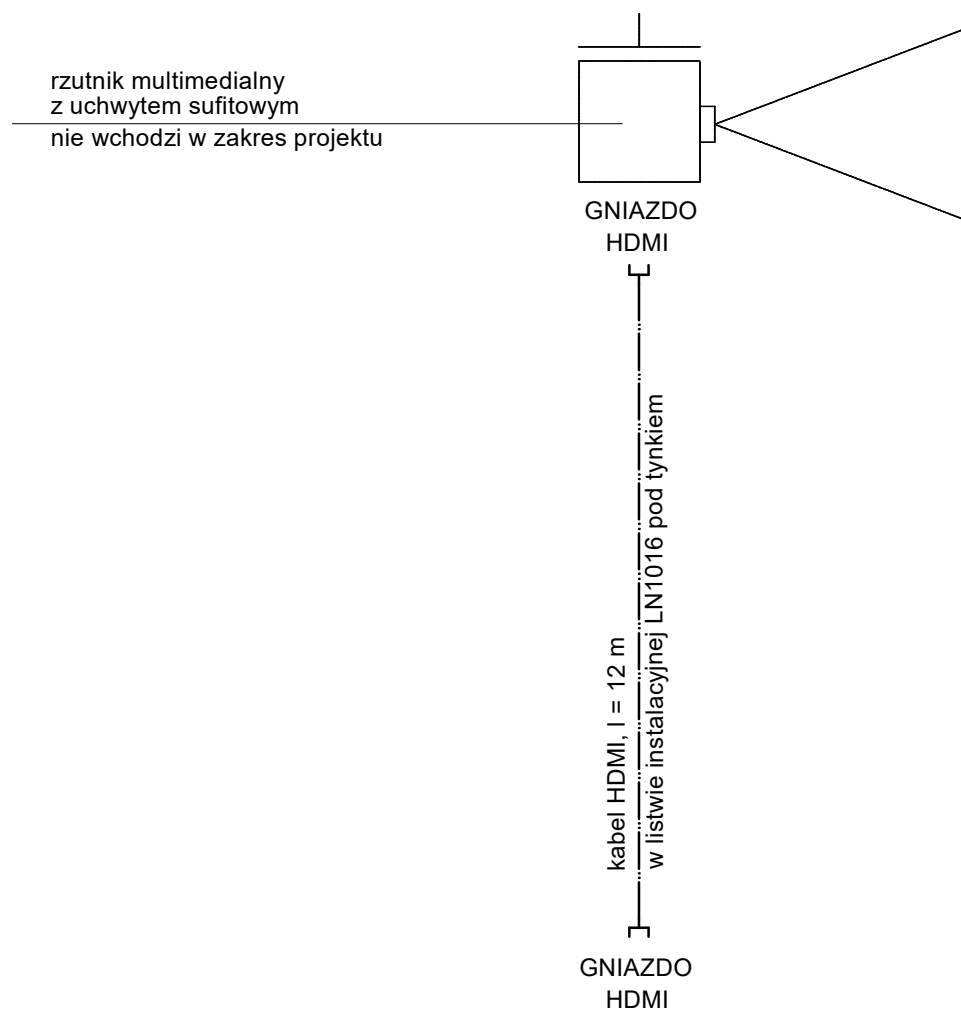 rzutnik multimedialny
z uchwytem sufitowym
nie wchodzi w zakres projektu
GNIAZDO
HDMI
kabel HDMI, l = 12 m
w listwie instalacyjnej LN1016 pod tynkiem
GNIAZDO
HDMI